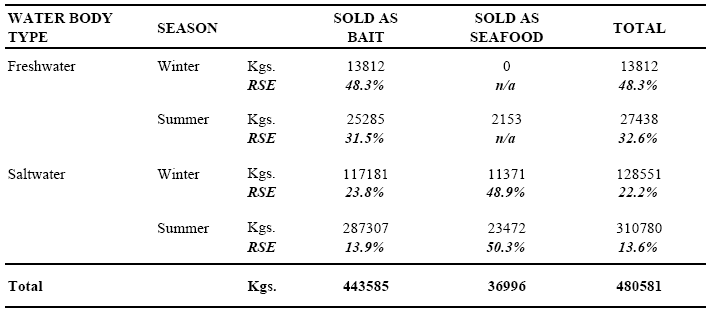 WATER BODY TYPE SEASON SOLD AS BAIT SOLD AS SEAFOOD TOTAL
Freshwater Winter Kgs. 13812 0 13812
RSE 48.3% n/a 48.3%
Summer Kgs. 25285 2153 27438
RSE 31.5% n/a 32.6%
Saltwater Winter Kgs. 117181 11371 128551
RSE 23.8% 48.9% 22.2%
Summer Kgs. 287307 23472 310780
RSE 13.9% 50.3% 13.6%
Total Kgs. 443585 36996 480581